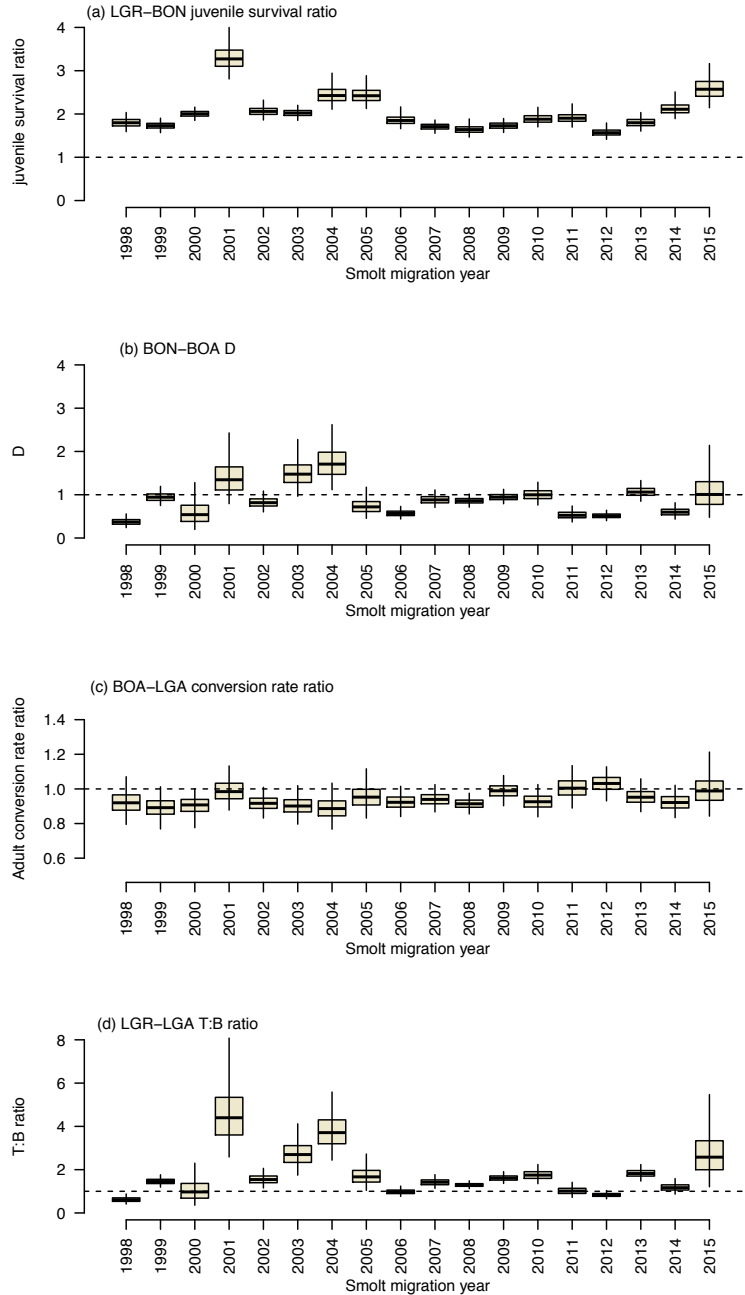 (a) LGR−BON juvenile survival ratio
juvenile survival ratio
4
3
2
1
0
1998 1999 2000 2001 2002 2003 2004 2005 2006 2007 2008 2009 2010 2011 2012 2013 2014 2015
Smolt migration year
(b) BON−BOA D
D
4
3
2
1
0
1998 1999 2000 2001 2002 2003 2004 2005 2006 2007 2008 2009 2010 2011 2012 2013 2014 2015
Smolt migration year
(c) BOA−LGA conversion rate ratio
Adult conversion rate ratio
1.4
1.2
1.0
0.8
0.6
1998 1999 2000 2001 2002 2003 2004 2005 2006 2007 2008 2009 2010 2011 2012 2013 2014 2015
Smolt migration year
(d) LGR−LGA T:B ratio
T:B ratio
8
6
4
2
0
1998 1999 2000 2001 2002 2003 2004 2005 2006 2007 2008 2009 2010 2011 2012 2013 2014 2015
Smolt migration year